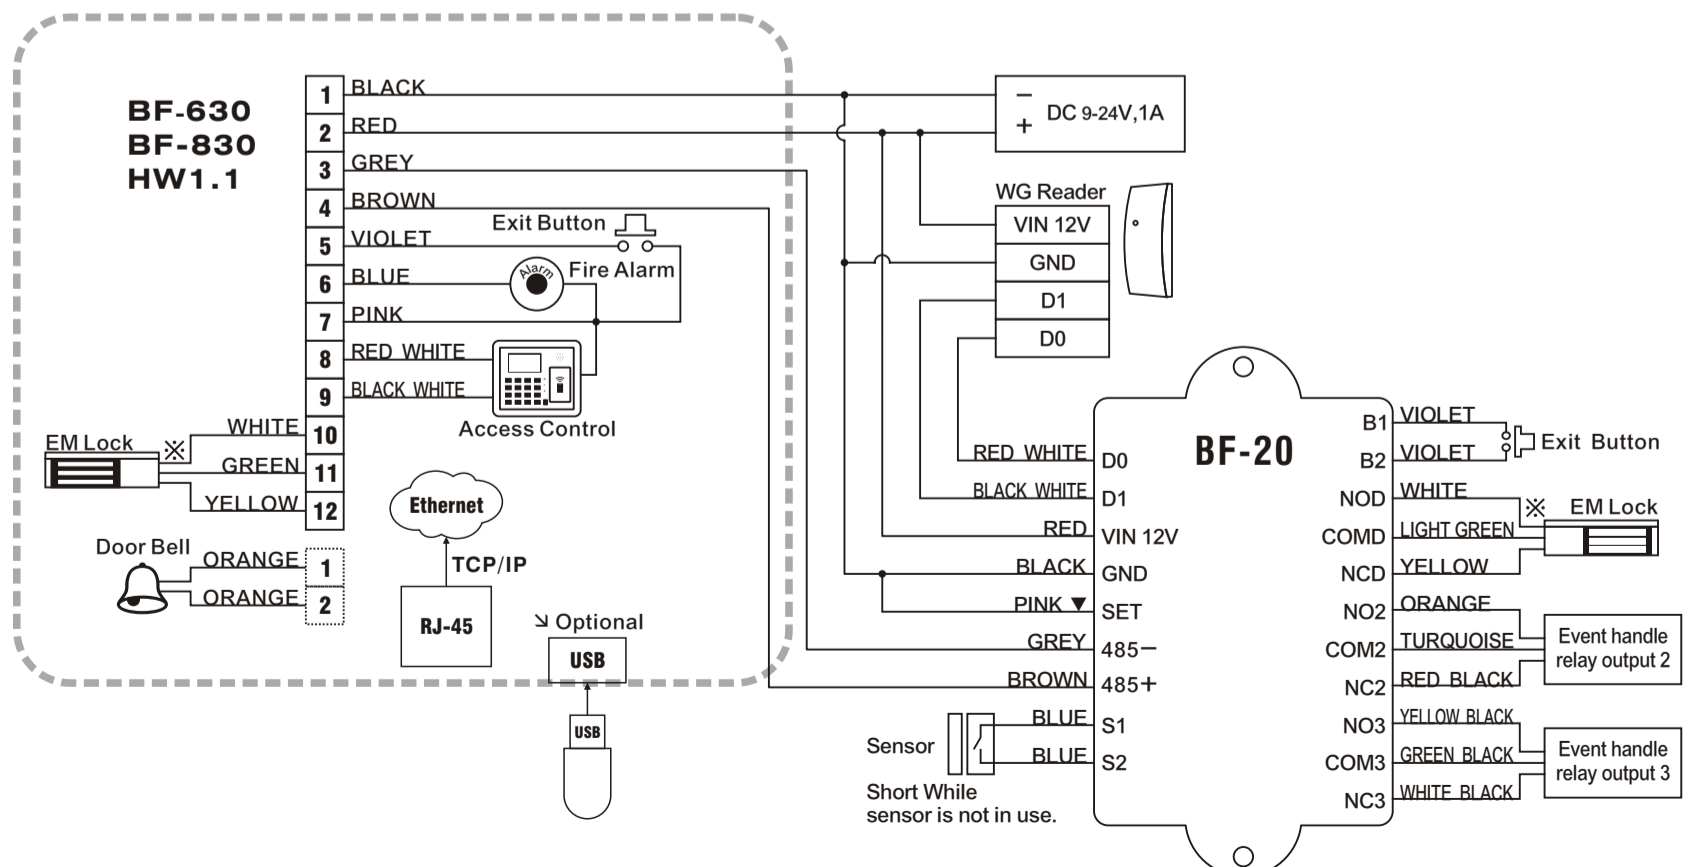 BF-630
BF-830
HW1.1
1 BLACK
2 RED
3 GREY
4 BROWN
5 VIOLET
6 BLUE
7 PINK
8 RED WHITE
9 BLACK WHITE
Exit Button
Alarm
Fire Alarm
Access Control
WHITE 10
GREEN 11
YELLOW 12
EM Lock ※
Door Bell
ORANGE 1
ORANGE 2
Ethernet
TCP/IP
RJ-45
↘ Optional
USB
USB
− DC 9-24V,1A
+
WG Reader
VIN 12V
GND
D1
D0
BF-20
RED WHITE D0
BLACK WHITE D1
RED VIN 12V
BLACK GND
PINK ▼ SET
GREY 485−
BROWN 485+
BLUE S1
BLUE S2
Sensor
Short While
sensor is not in use.
B1 VIOLET
B2 VIOLET
Exit Button
NOD WHITE
COMD LIGHT GREEN
NCD YELLOW
※ EM Lock
NO2 ORANGE
COM2 TURQUOISE
NC2 RED BLACK
Event handle
relay output 2
NO3 YELLOW BLACK
COM3 GREEN BLACK
NC3 WHITE BLACK
Event handle
relay output 3